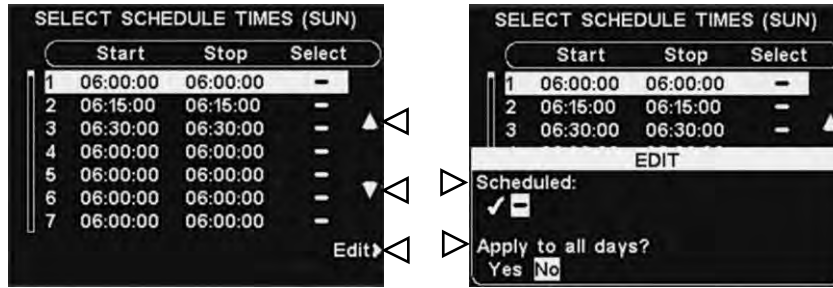 SELECT SCHEDULE TIMES (SUN)
Start Stop Select
1 06:00:00 06:00:00 –
2 06:15:00 06:15:00 –
3 06:30:00 06:30:00 –
4 06:00:00 06:00:00 –
5 06:00:00 06:00:00 –
6 06:00:00 06:00:00 –
7 06:00:00 06:00:00 –
Edit
SELECT SCHEDULE TIMES (SUN)
Start Stop Select
1 06:00:00 06:00:00 –
2 06:15:00 06:15:00 –
3 06:30:00 06:30:00 –
EDIT
Scheduled:
✓ –
Apply to all days?
Yes No